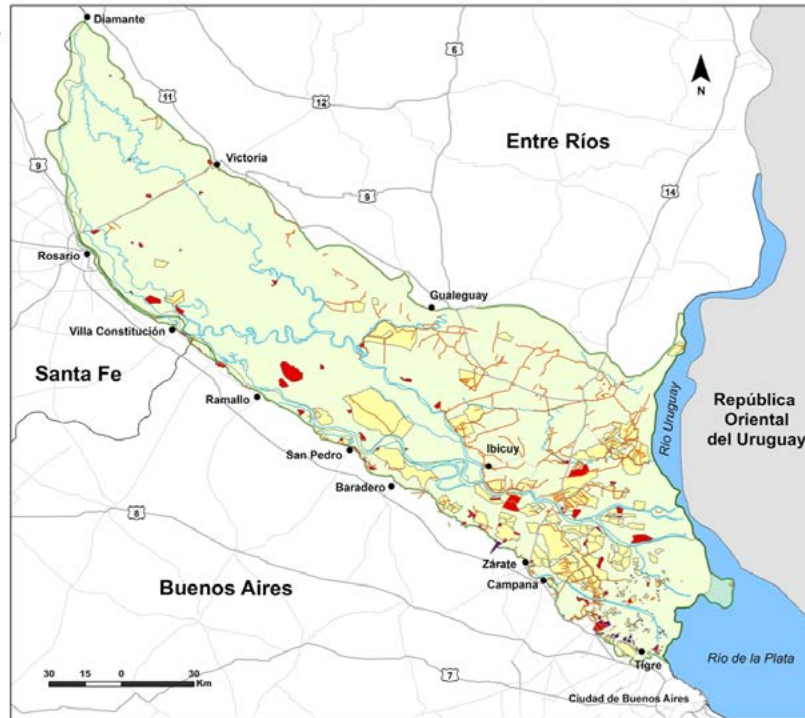 Diamante
6
11
12
N
Entre Ríos
Victoria
9
9
14
Rosario
Gualeguay
Villa Constitución
Santa Fe
República
Oriental
del Uruguay
Río Uruguay
Ramallo
San Pedro
Ibicuy
Baradero
8
Zárate
Campana
Buenos Aires
Río de la Plata
Tigre
7
30 15 0 30
Km
Ciudad de Buenos Aires